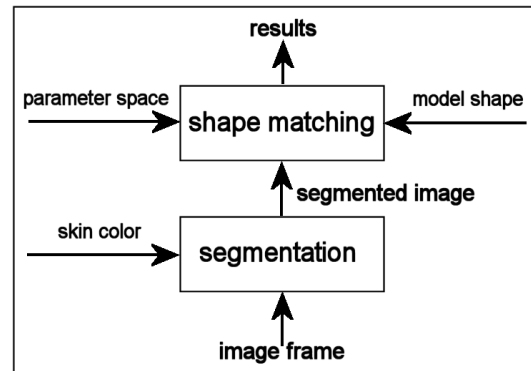 results
parameter space
model shape
shape matching
segmented image
skin color
segmentation
image frame